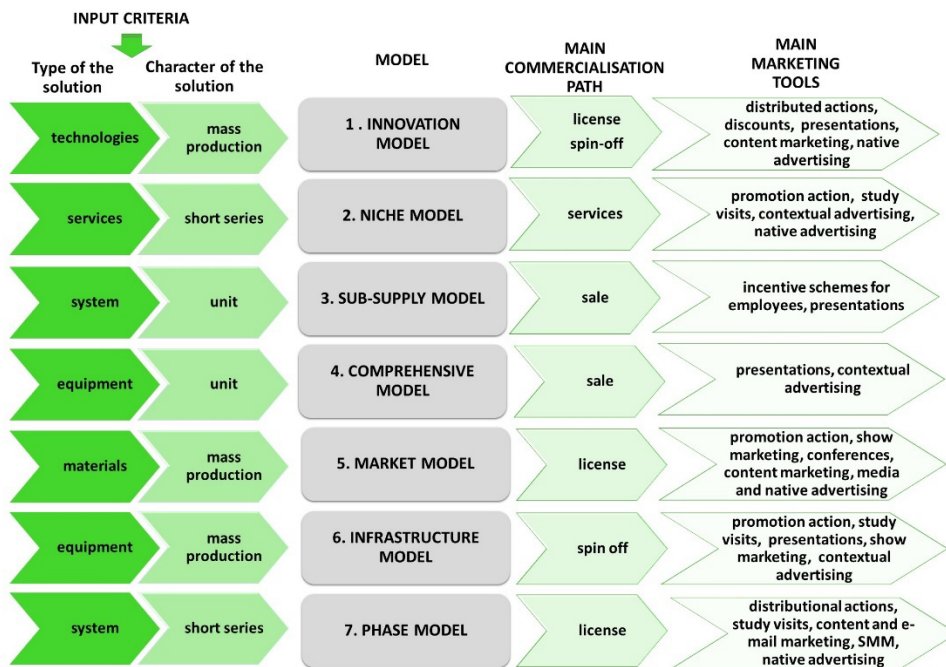 INPUT CRITERIA
Type of the
solution
Character of the
solution
MODEL
MAIN
COMMERCIALISATION
PATH
MAIN
MARKETING
TOOLS
technologies
mass
production
1 . INNOVATION
MODEL
license
spin-off
distributed actions,
discounts, presentations,
content marketing, native
advertising
services
short series
2. NICHE MODEL
services
promotion action, study
visits, contextual advertising,
native advertising
system
unit
3. SUB-SUPPLY MODEL
sale
incentive schemes for
employees, presentations
equipment
unit
4. COMPREHENSIVE
MODEL
sale
presentations, contextual
advertising
materials
mass
production
5. MARKET MODEL
license
promotion action, show
marketing, conferences,
content marketing, media
and native advertising
equipment
mass
production
6. INFRASTRUCTURE
MODEL
spin off
promotion action, study
visits, presentations, show
marketing, contextual
advertising
system
short series
7. PHASE MODEL
license
distributional actions,
study visits, content and e-
mail marketing, SMM,
native advertising